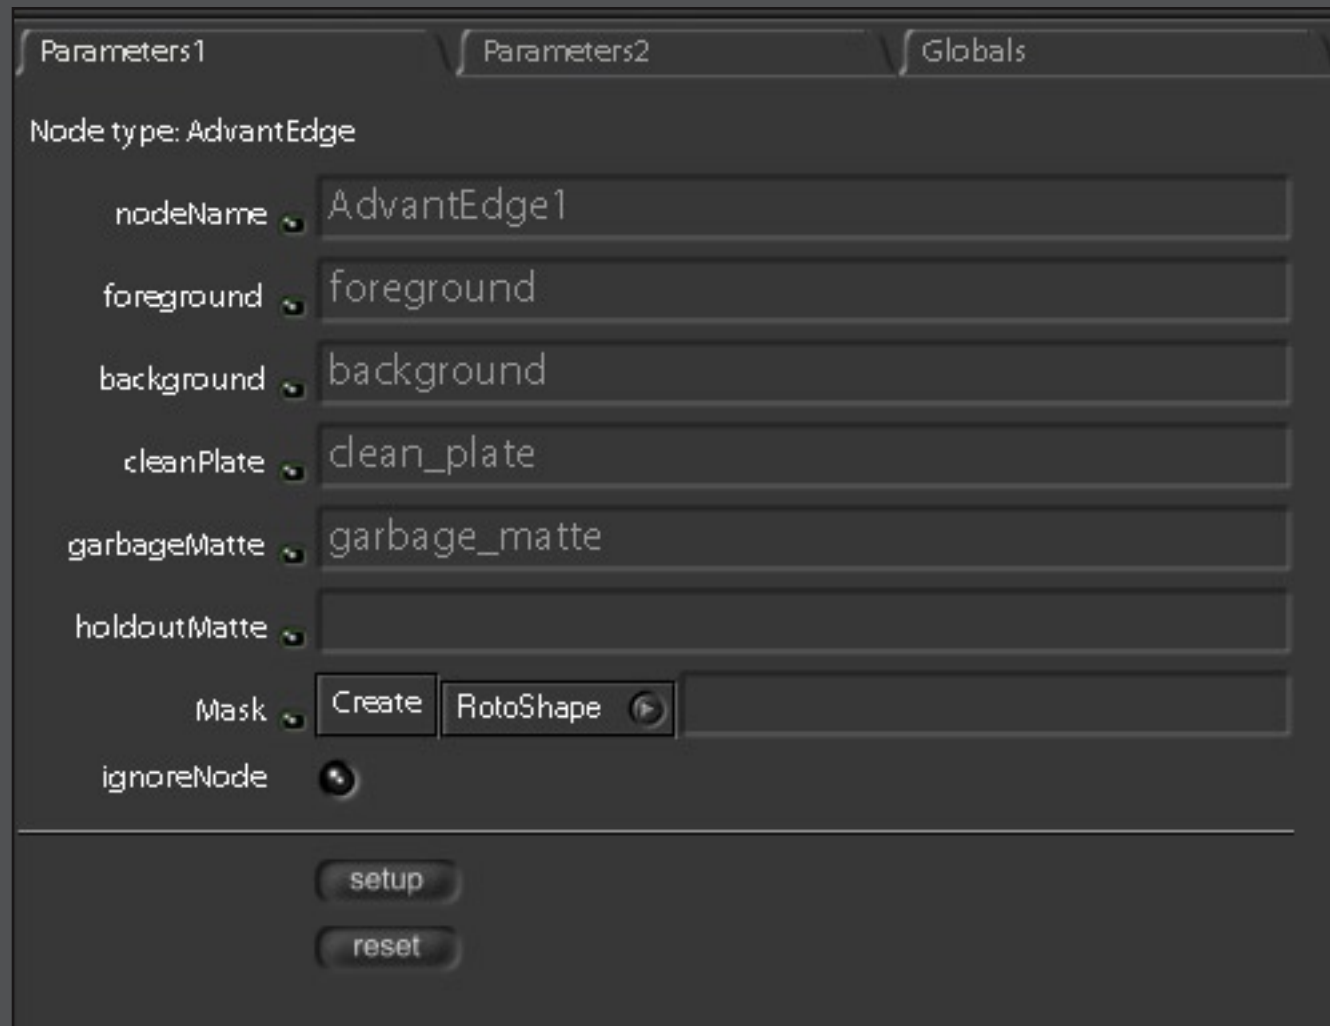 Parameters1 Parameters2 Globals
Node type: AdvantEdge
nodeName AdvantEdge1
foreground foreground
background background
cleanPlate clean_plate
garbageMatte garbage_matte
holdoutMatte
Mask Create RotoShape
ignoreNode
setup
reset